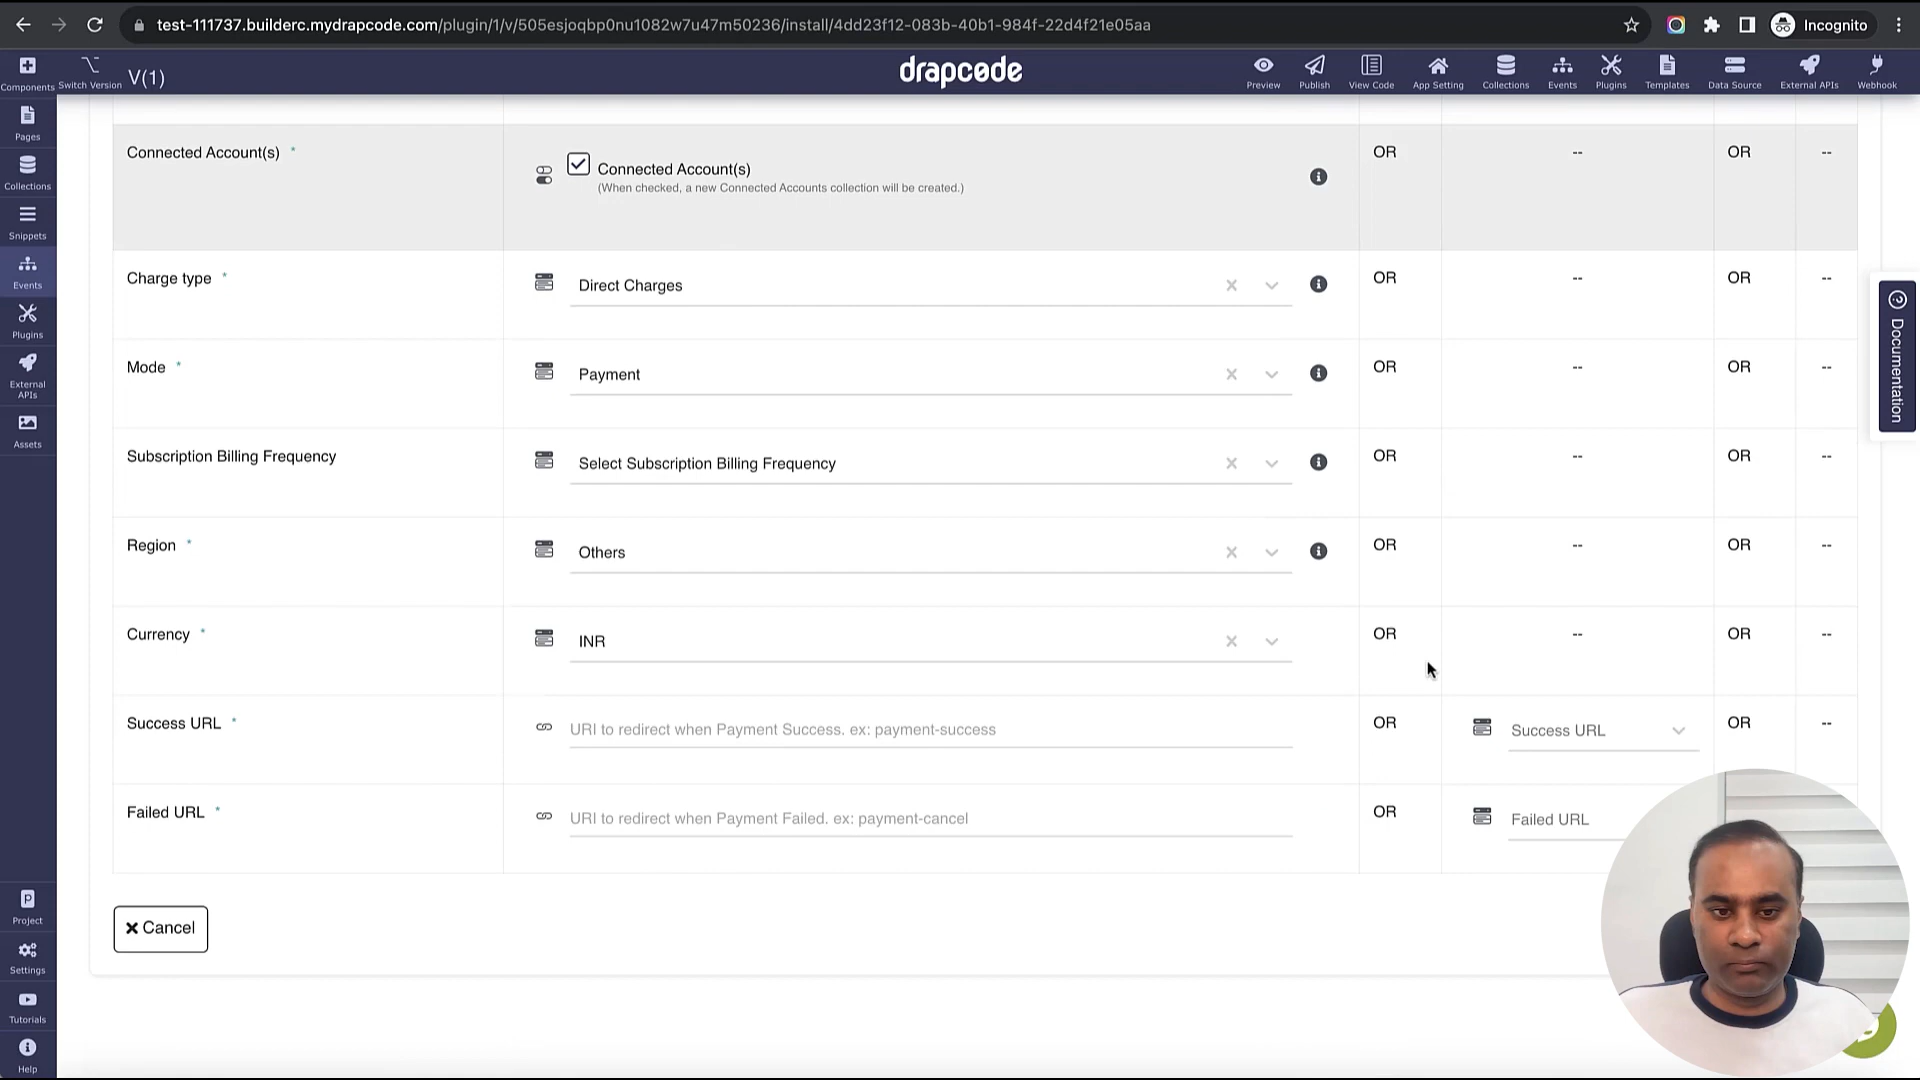 test-111737.builderc.mydrapcode.com/plugin/1/v/505esjoqbp0nu1082w7u47m50236/install/4dd23f12-083b-40b1-984f-22d4f21e05aa
Incognito
Components
Switch Version
V(1)
drapcode
Preview
Publish
View Code
App Setting
Collections
Events
Plugins
Templates
Data Source
External APIs
Webhook
Pages
Collections
Snippets
Events
Plugins
External
APIs
Assets
Project
Settings
Tutorials
Help
Connected Account(s) *
Connected Account(s)
(When checked, a new Connected Accounts collection will be created.)
OR
--
OR
--
Charge type *
Direct Charges
OR
--
OR
--
Mode *
Payment
OR
--
OR
--
Subscription Billing Frequency
Select Subscription Billing Frequency
OR
--
OR
--
Region *
Others
OR
--
OR
--
Currency *
INR
OR
--
OR
--
Success URL *
URI to redirect when Payment Success. ex: payment-success
OR
Success URL
OR
--
Failed URL *
URI to redirect when Payment Failed. ex: payment-cancel
OR
Failed URL
Cancel
Documentation